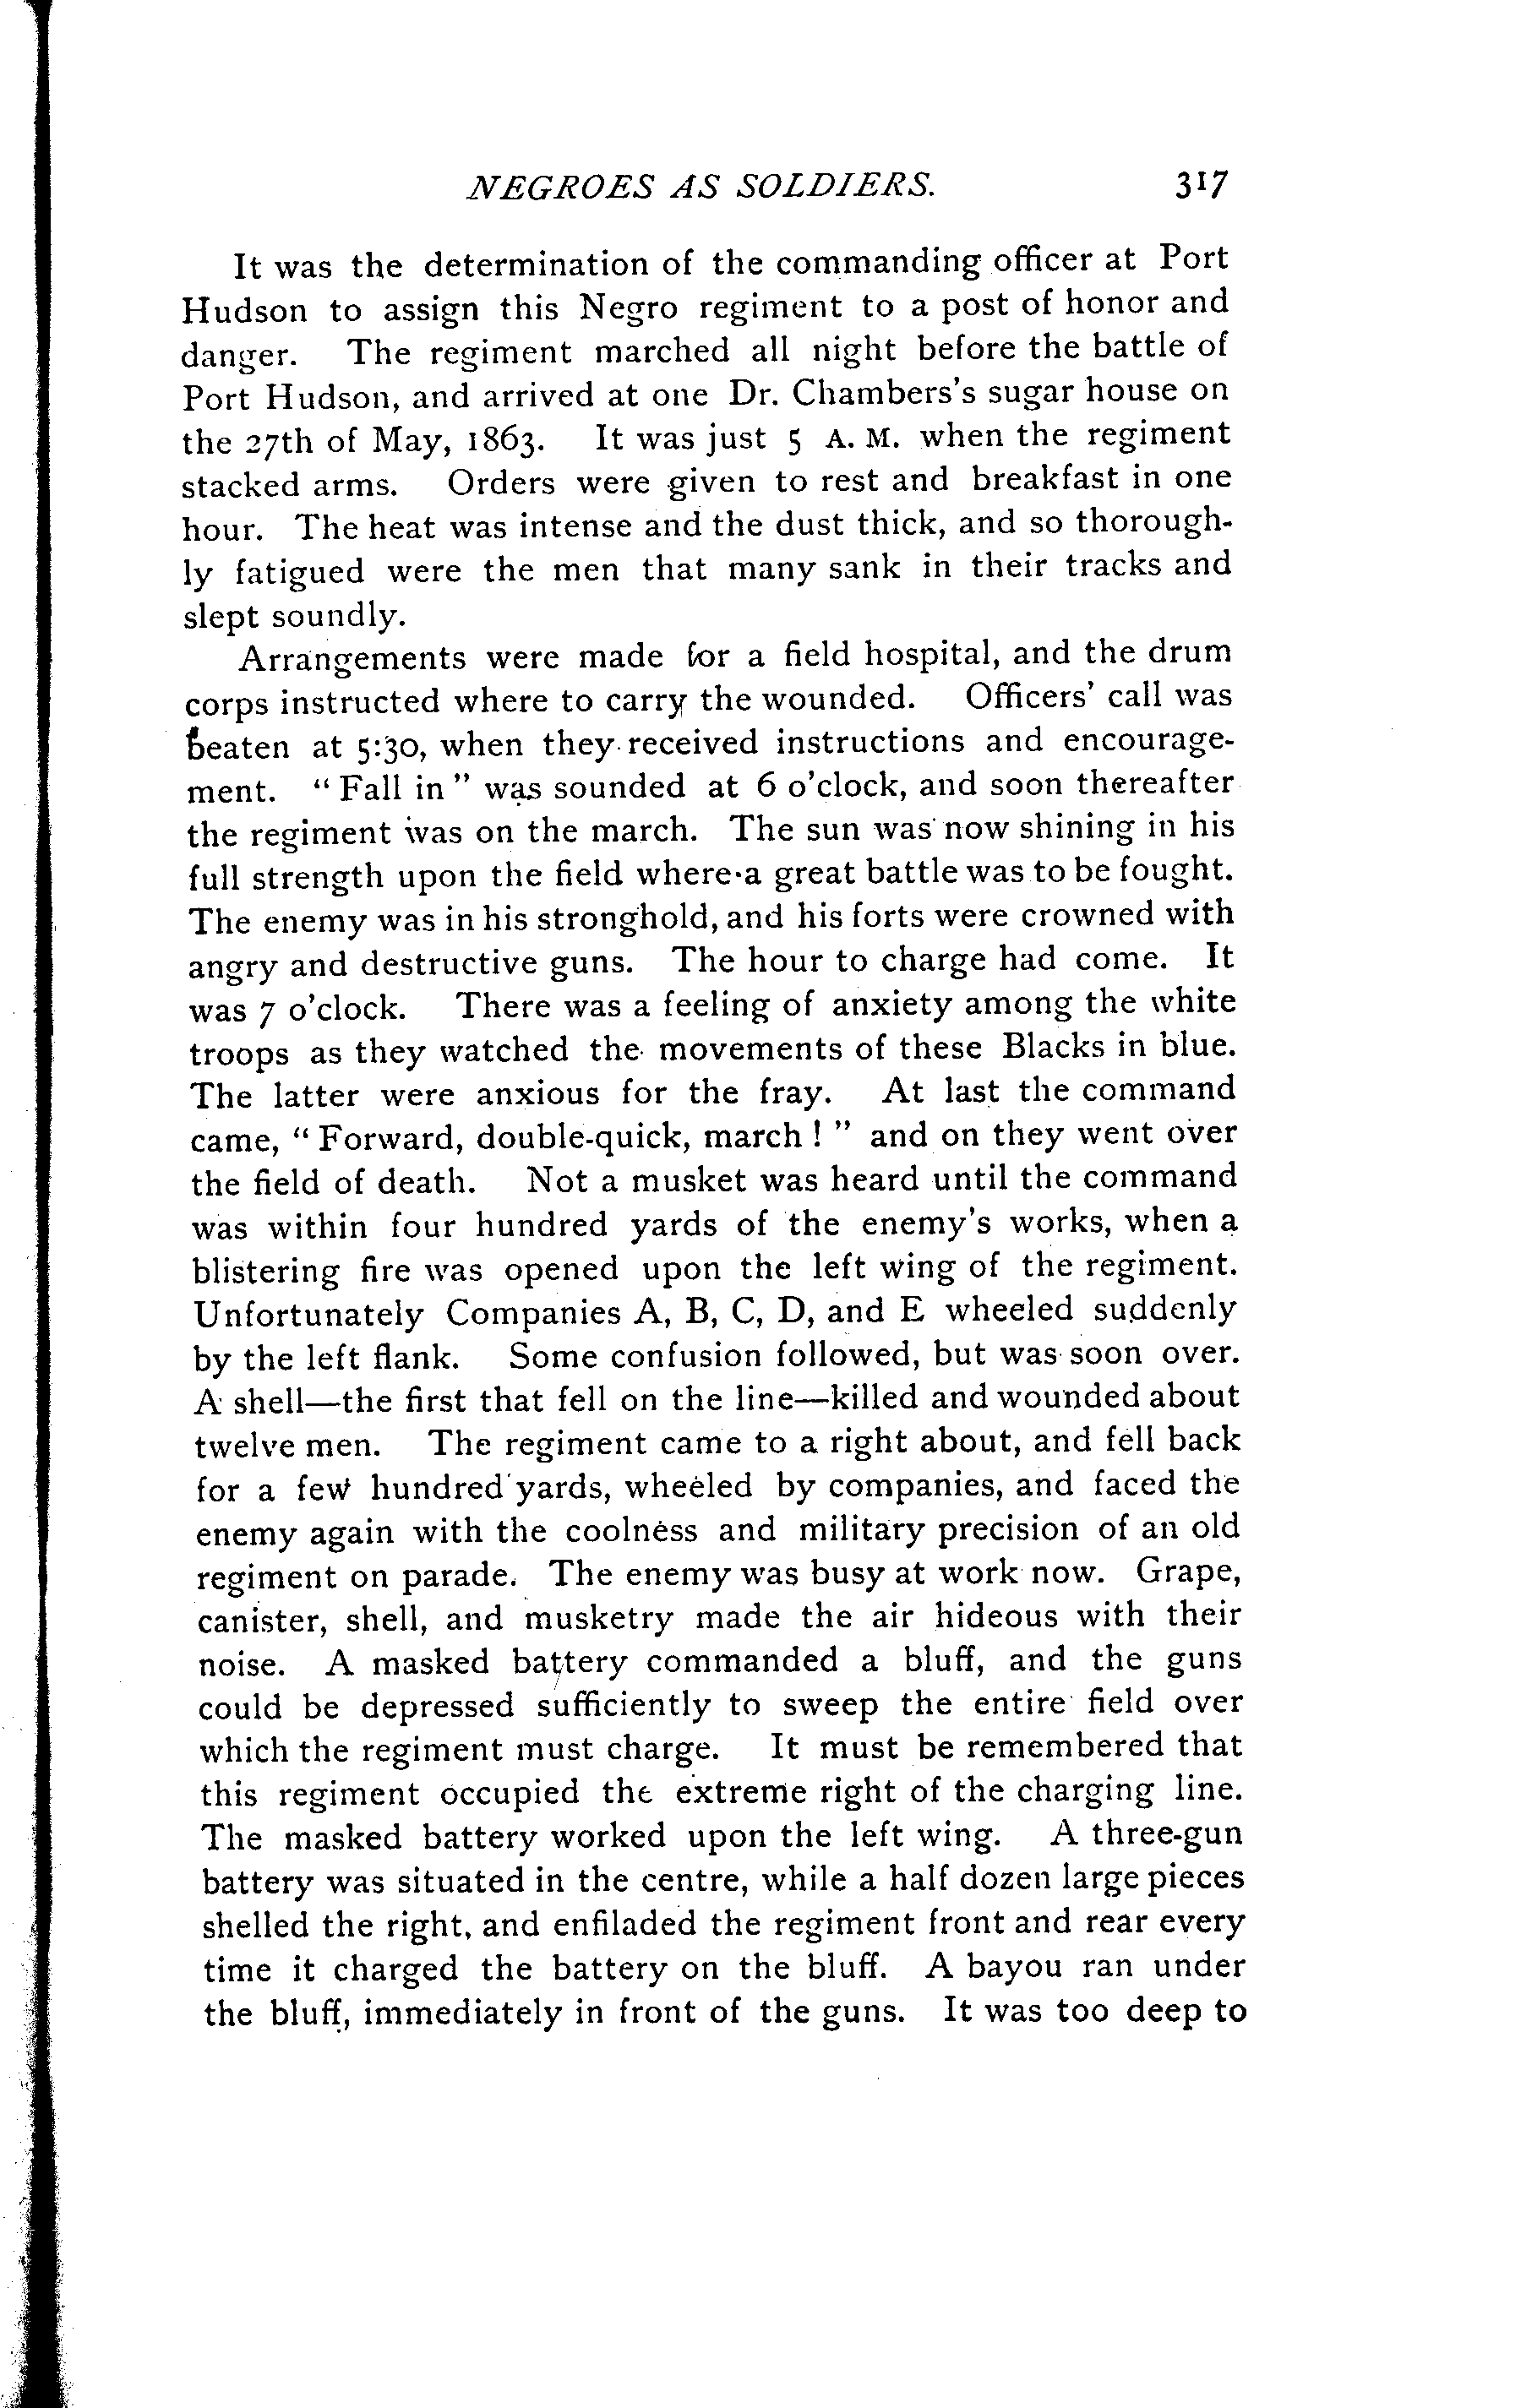 NEGROES AS SOLDIERS. 317
It was the determination of the commanding officer at Port
Hudson to assign this Negro regiment to a post of honor and
danger. The regiment marched all night before the battle of
Port Hudson, and arrived at one Dr. Chambers's sugar house on
the 27th of May, 1863. It was just 5 A. M. when the regiment
stacked arms. Orders were given to rest and breakfast in one
hour. The heat was intense and the dust thick, and so thorough-
ly fatigued were the men that many sank in their tracks and
slept soundly.
Arrangements were made for a field hospital, and the drum
corps instructed where to carry the wounded. Officers' call was
beaten at 5:30, when they received instructions and encourage-
ment. "Fall in" was sounded at 6 o'clock, and soon thereafter
the regiment was on the march. The sun was now shining in his
full strength upon the field where a great battle was to be fought.
The enemy was in his stronghold, and his forts were crowned with
angry and destructive guns. The hour to charge had come. It
was 7 o'clock. There was a feeling of anxiety among the white
troops as they watched the movements of these Blacks in blue.
The latter were anxious for the fray. At last the command
came, "Forward, double-quick, march!" and on they went over
the field of death. Not a musket was heard until the command
was within four hundred yards of the enemy's works, when a
blistering fire was opened upon the left wing of the regiment.
Unfortunately Companies A, B, C, D, and E wheeled suddenly
by the left flank. Some confusion followed, but was soon over.
A shell—the first that fell on the line—killed and wounded about
twelve men. The regiment came to a right about, and fell back
for a few hundred yards, wheeled by companies, and faced the
enemy again with the coolness and military precision of an old
regiment on parade. The enemy was busy at work now. Grape,
canister, shell, and musketry made the air hideous with their
noise. A masked battery commanded a bluff, and the guns
could be depressed sufficiently to sweep the entire field over
which the regiment must charge. It must be remembered that
this regiment occupied the extreme right of the charging line.
The masked battery worked upon the left wing. A three-gun
battery was situated in the centre, while a half dozen large pieces
shelled the right, and enfiladed the regiment front and rear every
time it charged the battery on the bluff. A bayou ran under
the bluff, immediately in front of the guns. It was too deep to